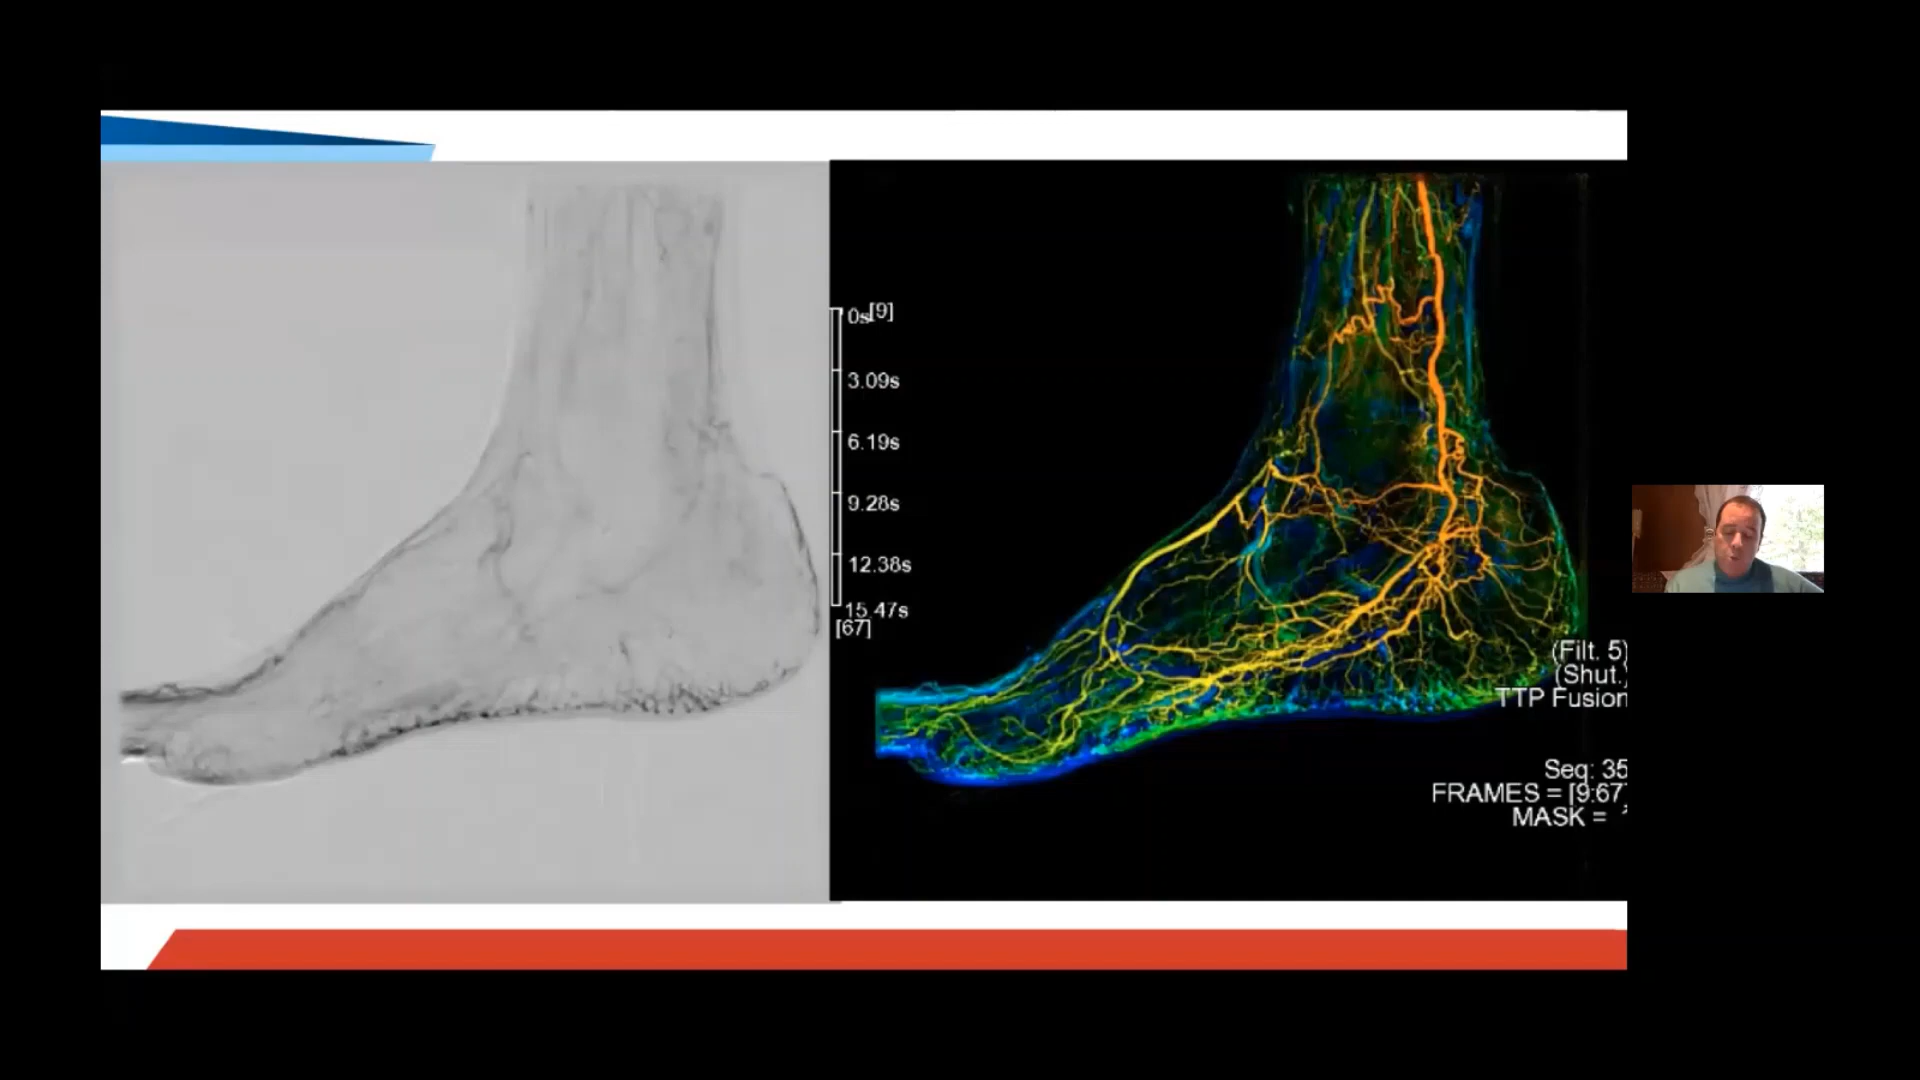 0s[9]
3.09s
6.19s
9.28s
12.38s
15.47s
[67]
(Filt. 5)
(Shut.)
TTP Fusion
Seq: 35
FRAMES = [9:67]
MASK =